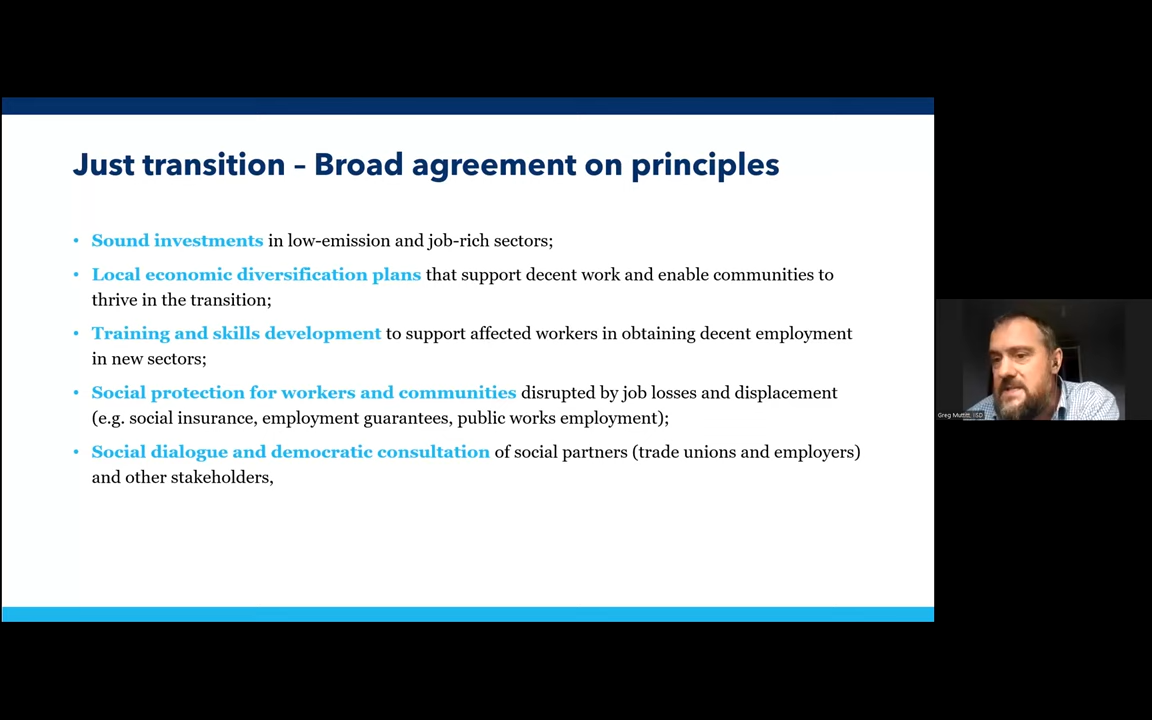 Just transition – Broad agreement on principles
• Sound investments in low-emission and job-rich sectors;
• Local economic diversification plans that support decent work and enable communities to
thrive in the transition;
• Training and skills development to support affected workers in obtaining decent employment
in new sectors;
• Social protection for workers and communities disrupted by job losses and displacement
(e.g. social insurance, employment guarantees, public works employment);
• Social dialogue and democratic consultation of social partners (trade unions and employers)
and other stakeholders,
Greg Muttitt, IISD